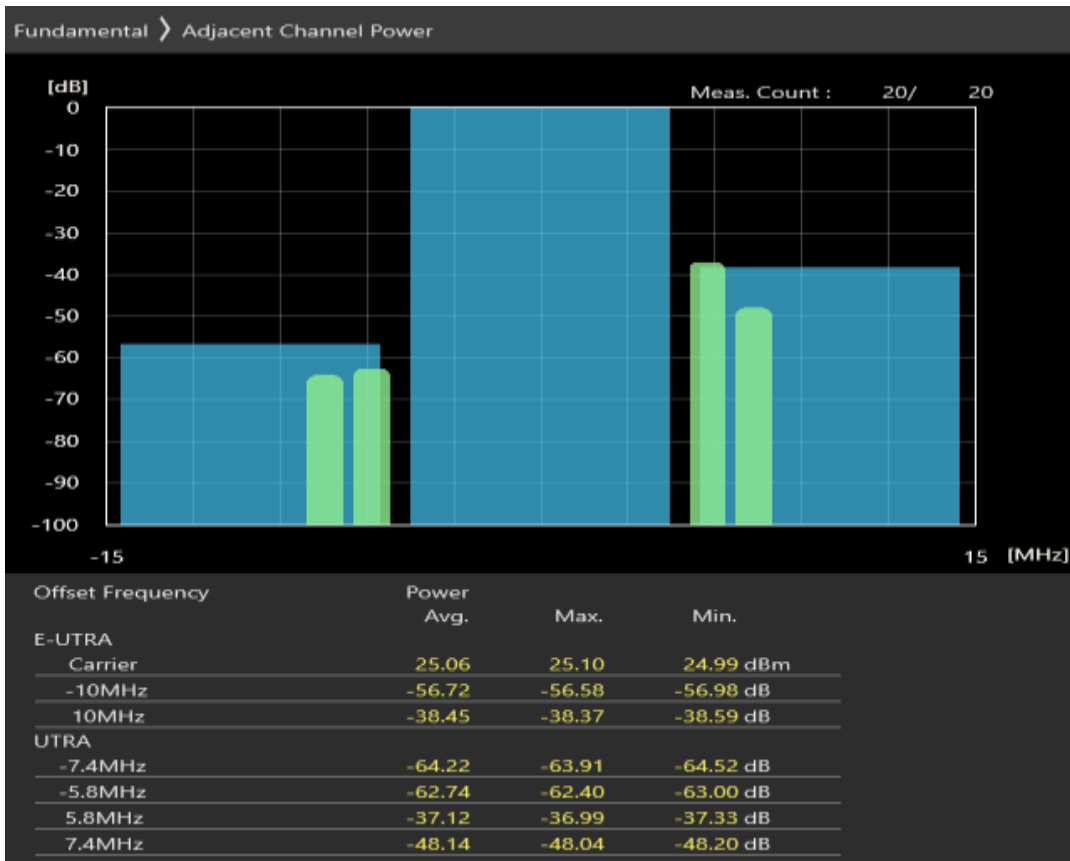 Fundamental 〉 Adjacent Channel Power
[dB]
Meas. Count : 20/ 20
0
-10
-20
-30
-40
-50
-60
-70
-80
-90
-100
-15 15 [MHz]
Offset Frequency Power
Avg. Max. Min.
E-UTRA
Carrier 25.06 25.10 24.99 dBm
-10MHz -56.72 -56.58 -56.98 dB
10MHz -38.45 -38.37 -38.59 dB
UTRA
-7.4MHz -64.22 -63.91 -64.52 dB
-5.8MHz -62.74 -62.40 -63.00 dB
5.8MHz -37.12 -36.99 -37.33 dB
7.4MHz -48.14 -48.04 -48.20 dB